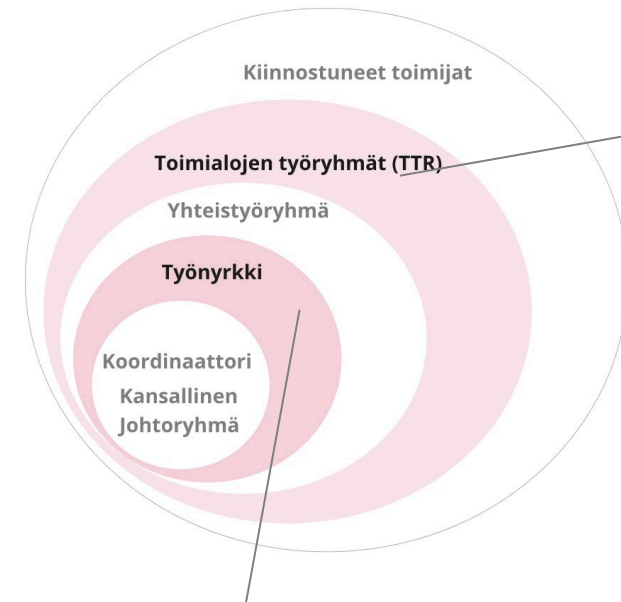 Kiinnostuneet toimijat
Toimialojen työryhmät (TTR)
Yhteistyöryhmä
Työnyrkki
Koordinaattori
Kansallinen
Johtoryhmä